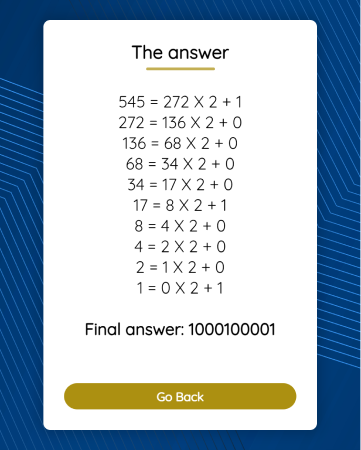 The answer
545 = 272 X 2 + 1
272 = 136 X 2 + 0
136 = 68 X 2 + 0
68 = 34 X 2 + 0
34 = 17 X 2 + 0
17 = 8 X 2 + 1
8 = 4 X 2 + 0
4 = 2 X 2 + 0
2 = 1 X 2 + 0
1 = 0 X 2 + 1
Final answer: 1000100001
Go Back